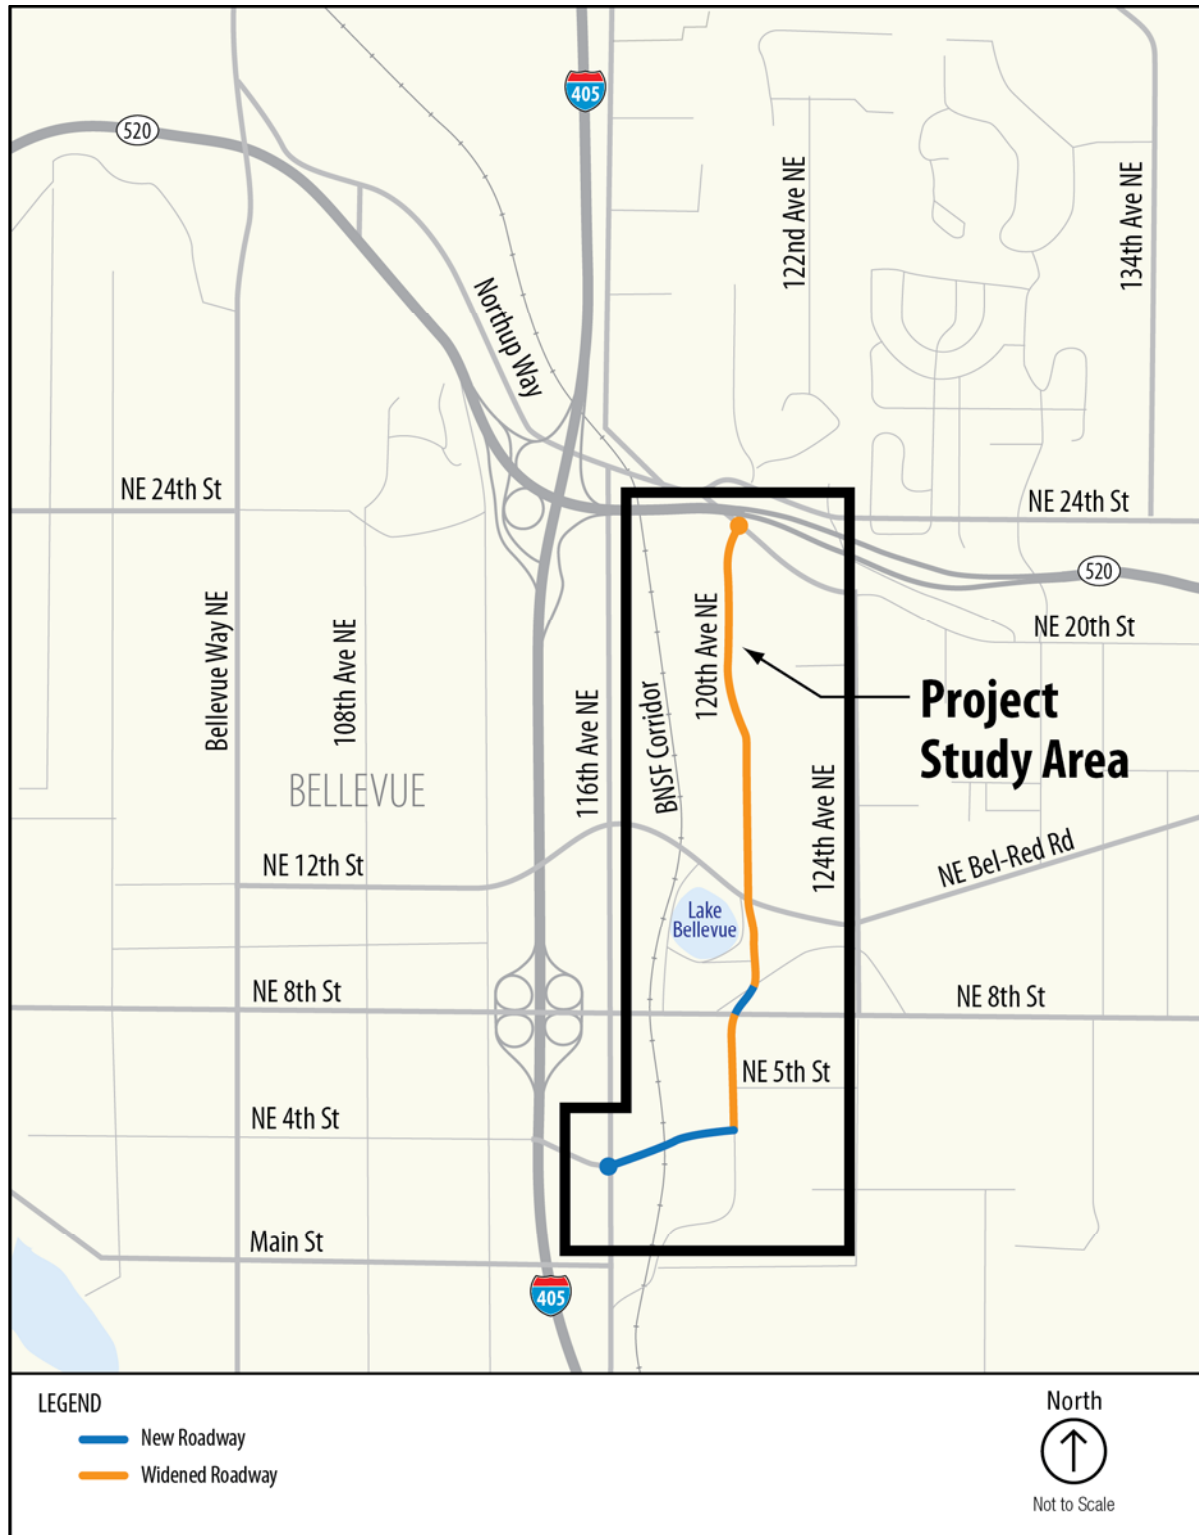 405
520
122nd Ave NE
134th Ave NE
Northup Way
NE 24th St
NE 24th St
520
Bellevue Way NE
108th Ave NE
116th Ave NE
BNSF Corridor
120th Ave NE
NE 20th St
Project
Study Area
124th Ave NE
BELLEVUE
NE 12th St
NE Bel-Red Rd
Lake
Bellevue
NE 8th St
NE 8th St
NE 5th St
NE 4th St
Main St
405
LEGEND
New Roadway
Widened Roadway
North
Not to Scale